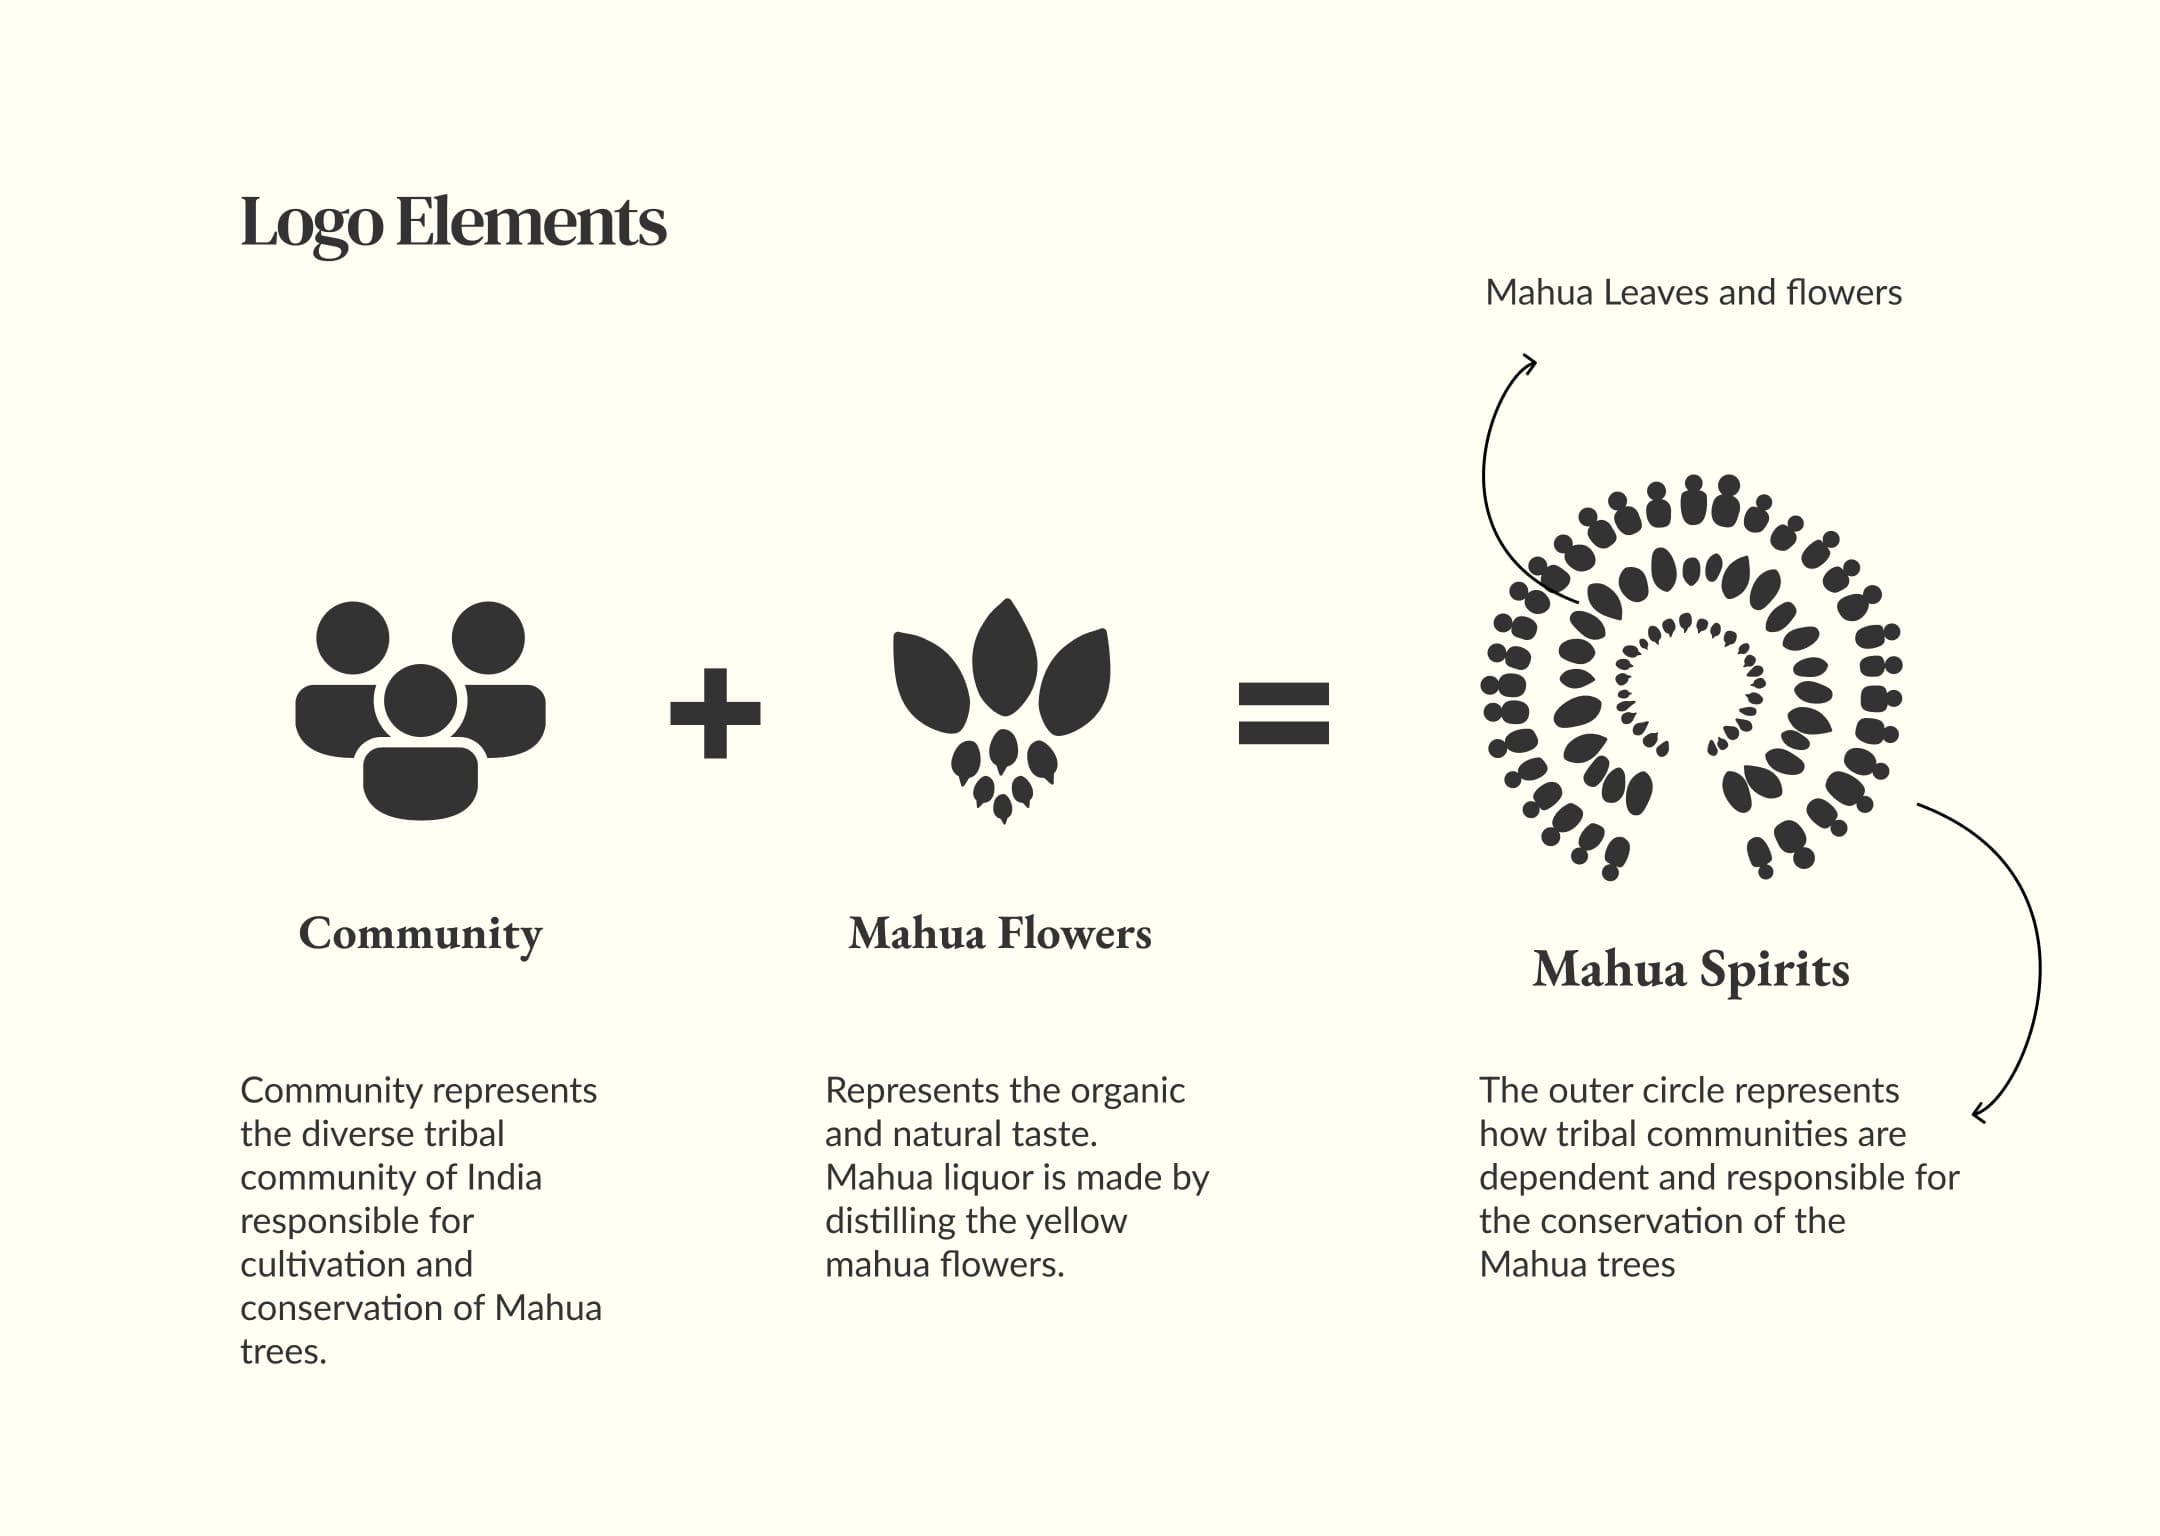 Logo Elements
Mahua Leaves and flowers
Community
Mahua Flowers
Mahua Spirits
Community represents
the diverse tribal
community of India
responsible for
cultivation and
conservation of Mahua
trees.
Represents the organic
and natural taste.
Mahua liquor is made by
distilling the yellow
mahua flowers.
The outer circle represents
how tribal communities are
dependent and responsible for
the conservation of the
Mahua trees